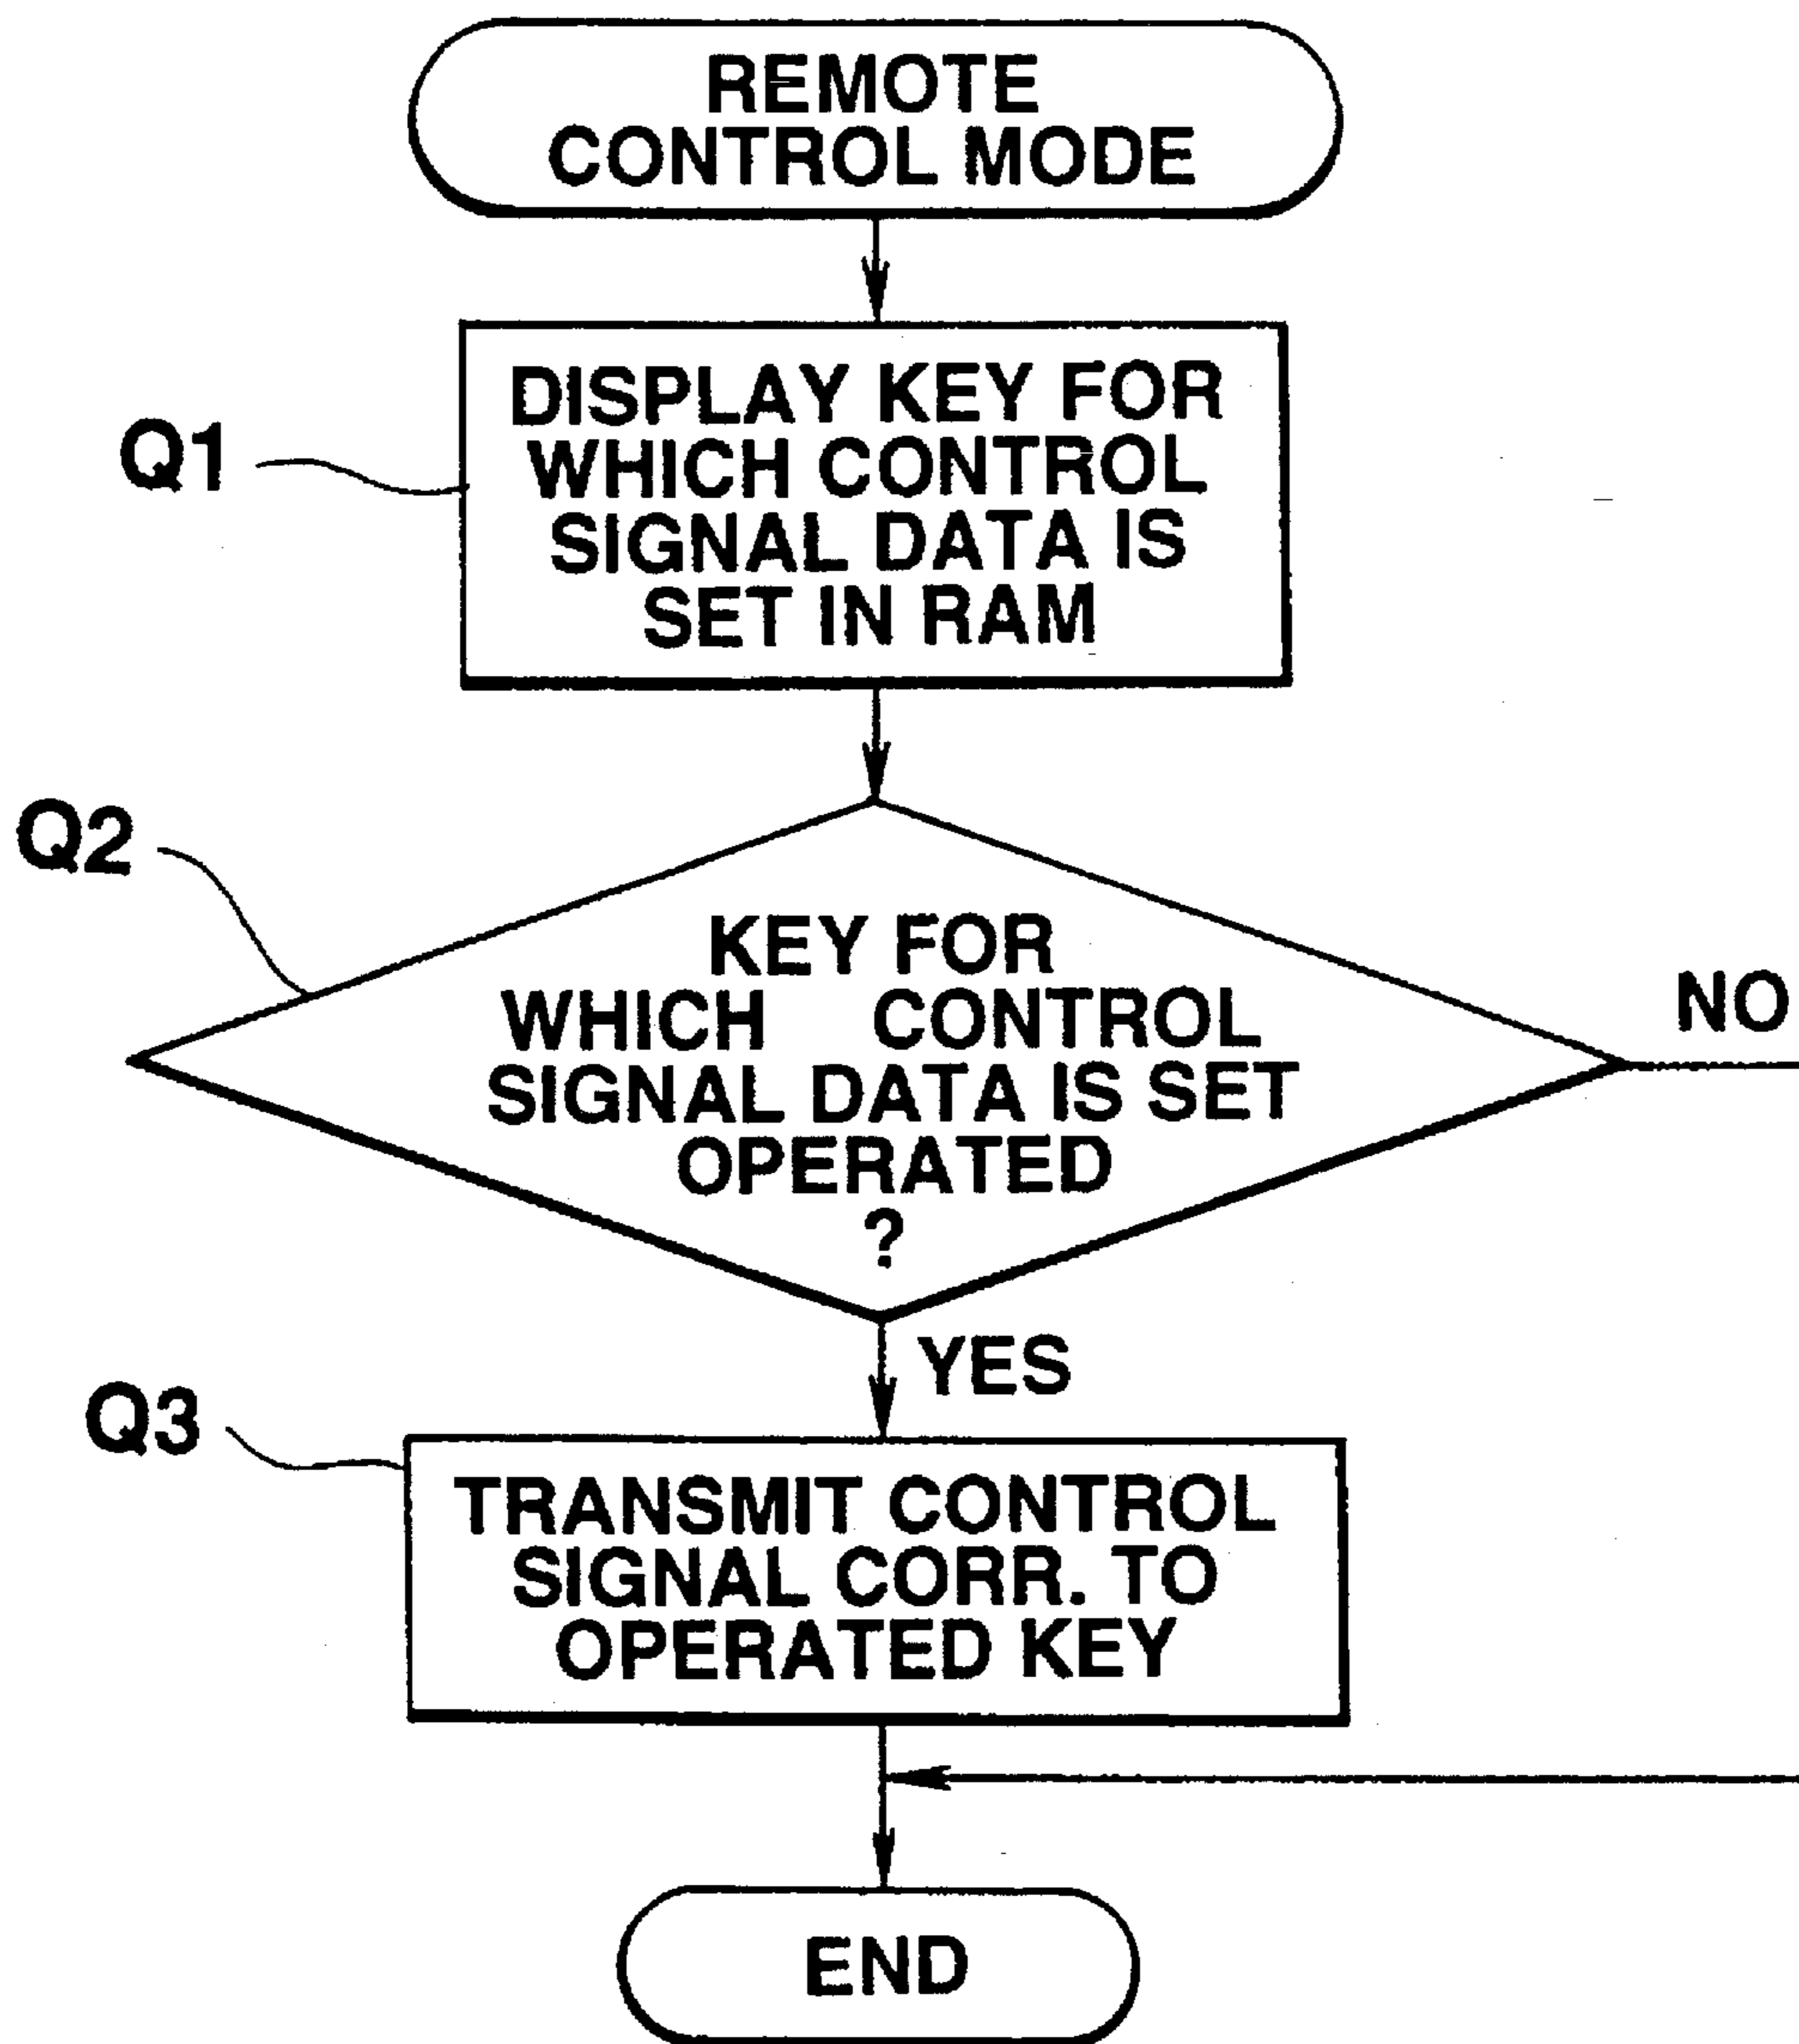 REMOTE
CONTROL MODE
Q1
DISPLAY KEY FOR
WHICH CONTROL
SIGNAL DATA IS
SET IN RAM
Q2
KEY FOR
WHICH CONTROL
SIGNAL DATA IS SET
OPERATED
?
NO
YES
Q3
TRANSMIT CONTROL
SIGNAL CORR. TO
OPERATED KEY
END